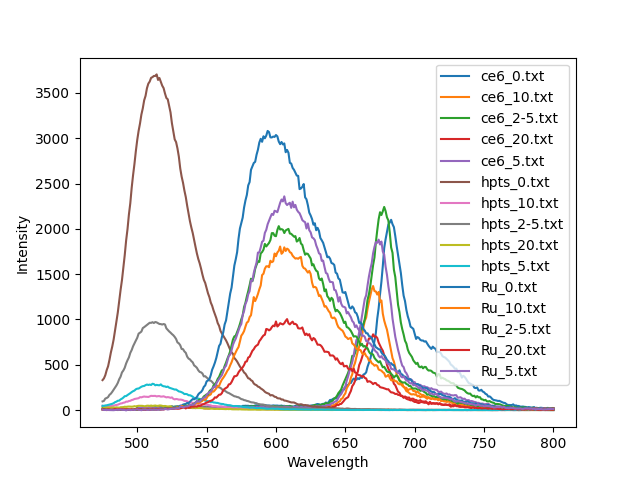 3500
3000
2500
2000
1500
1000
500
0
Intensity
500
550
600
650
700
750
800
Wavelength
ce6_0.txt
ce6_10.txt
ce6_2-5.txt
ce6_20.txt
ce6_5.txt
hpts_0.txt
hpts_10.txt
hpts_2-5.txt
hpts_20.txt
hpts_5.txt
Ru_0.txt
Ru_10.txt
Ru_2-5.txt
Ru_20.txt
Ru_5.txt